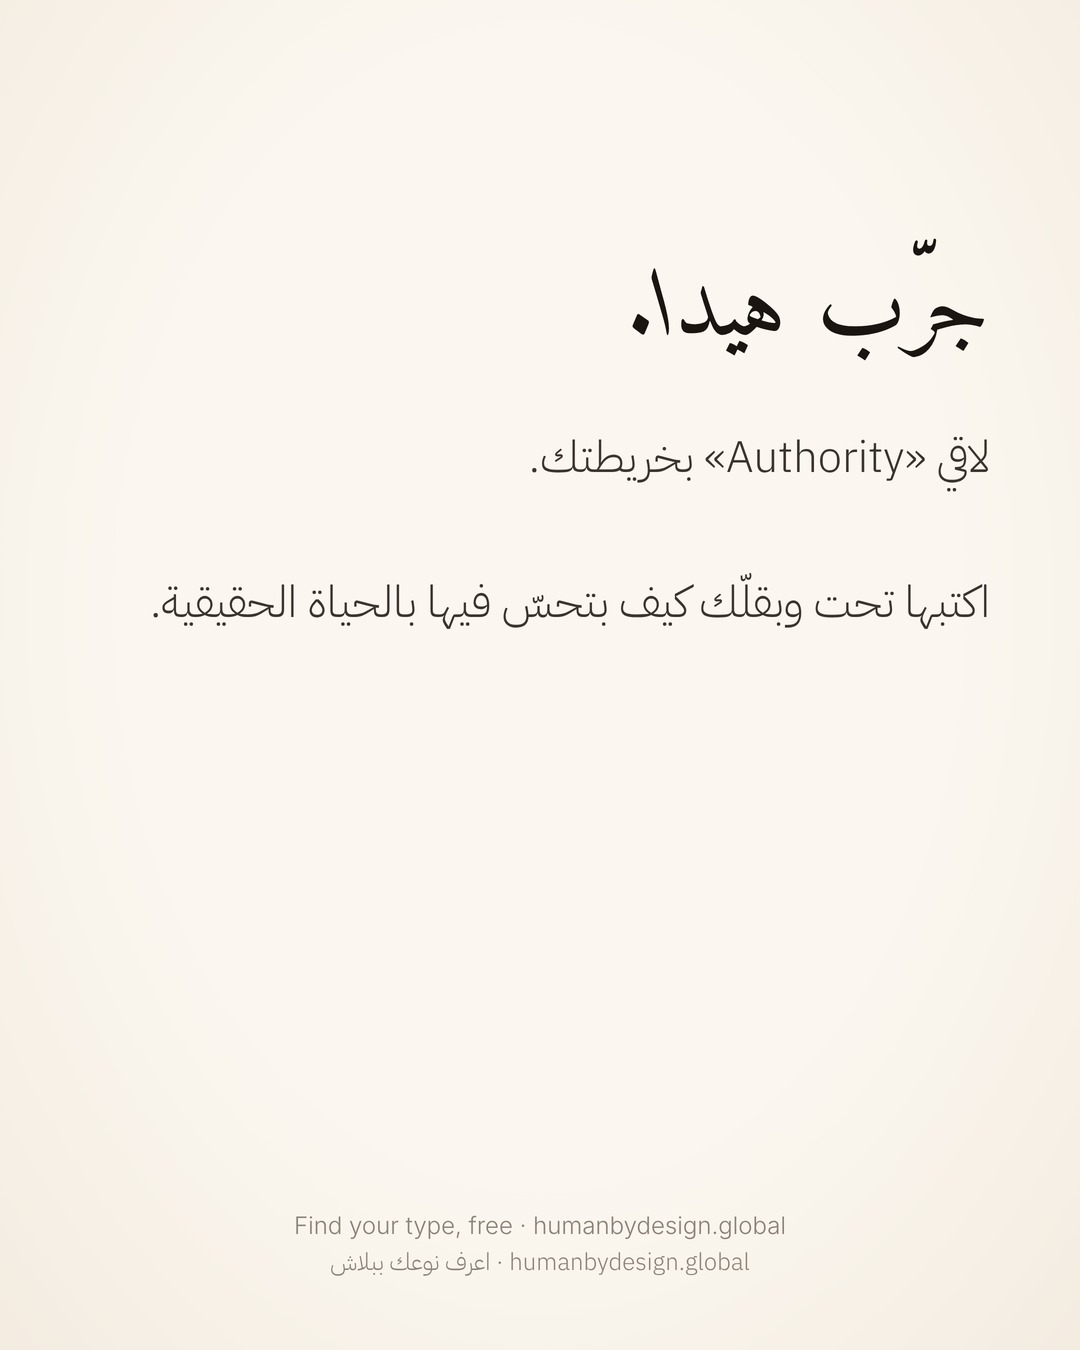 جرّب هيدا.
لاقي «Authority» بخريطتك.
اكتبها تحت وبقلّك كيف بتحسّ فيها بالحياة الحقيقية.
Find your type, free · humanbydesign.global
اعرف نوعك ببلاش · humanbydesign.global